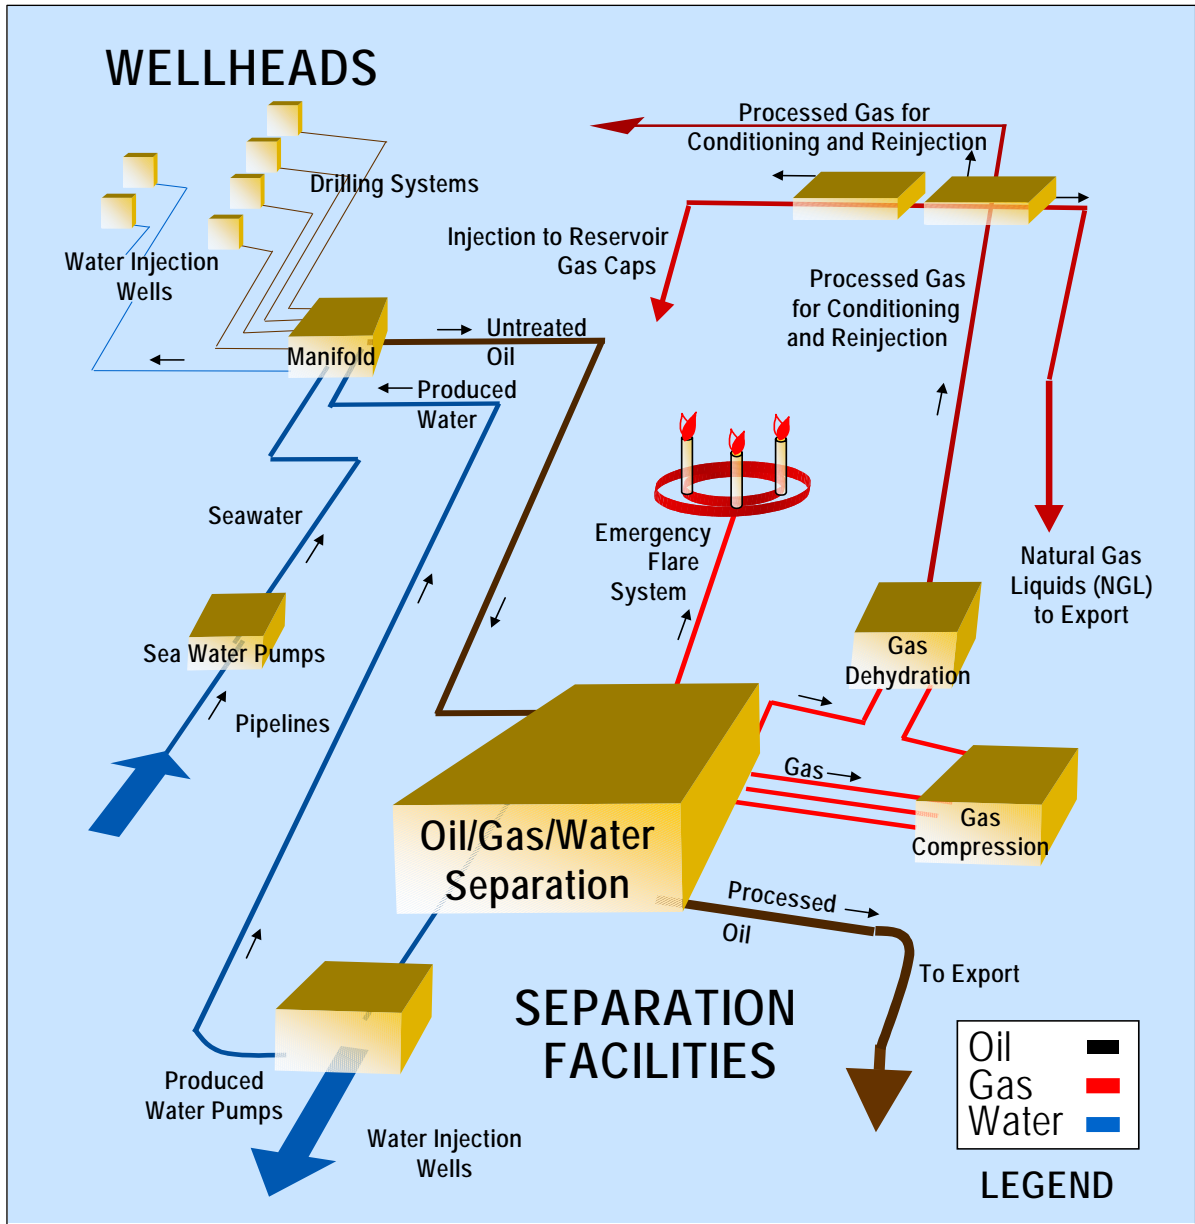 WELLHEADS
Drilling Systems
Water Injection
Wells
Manifold
Untreated
Oil
Produced
Water
Seawater
Sea Water Pumps
Pipelines
Processed Gas for
Conditioning and Reinjection
Injection to Reservoir
Gas Caps
Processed Gas
for Conditioning
and Reinjection
Emergency
Flare
System
Natural Gas
Liquids (NGL)
to Export
Gas
Dehydration
Gas
Gas
Compression
Oil/Gas/Water
Separation
Processed
Oil
To Export
SEPARATION
FACILITIES
Produced
Water Pumps
Water Injection
Wells
Oil
Gas
Water
LEGEND